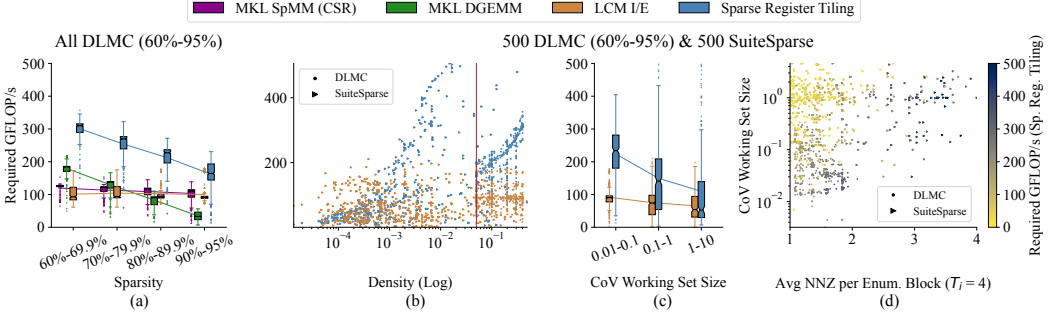 MKL SpMM (CSR) MKL DGEMM LCM I/E Sparse Register Tiling
All DLMC (60%-95%)
500 DLMC (60%-95%) & 500 SuiteSparse
Required GFLOP/s
500
400
300
200
100
0
60%-69.9% 70%-79.9% 80%-89.9% 90%-95%
Sparsity
(a)
DLMC
SuiteSparse
400
200
10⁻⁴ 10⁻³ 10⁻² 10⁻¹
Density (Log)
(b)
500
400
300
200
100
0
0.01-0.1 0.1-1 1-10
CoV Working Set Size
(c)
CoV Working Set Size
10⁰
10⁻¹
10⁻²
DLMC
SuiteSparse
1 2 3 4
Avg NNZ per Enum. Block (Tᵢ = 4)
(d)
500
400
300
200
100
0
Required GFLOP/s (Sp. Reg. Tiling)